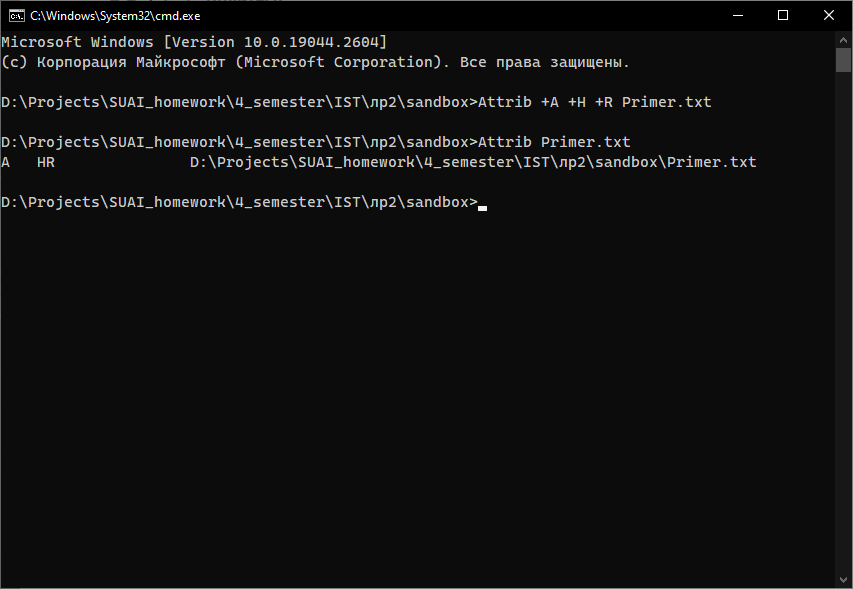 C:\Windows\System32\cmd.exe
Microsoft Windows [Version 10.0.19044.2604]
(c) Корпорация Майкрософт (Microsoft Corporation). Все права защищены.
D:\Projects\SUAI_homework\4_semester\IST\лр2\sandbox>Attrib +A +H +R Primer.txt
D:\Projects\SUAI_homework\4_semester\IST\лр2\sandbox>Attrib Primer.txt
A   HR               D:\Projects\SUAI_homework\4_semester\IST\лр2\sandbox\Primer.txt
D:\Projects\SUAI_homework\4_semester\IST\лр2\sandbox>